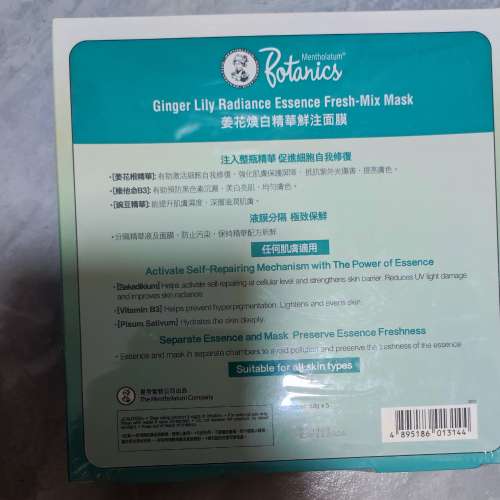 Mentholatum
Botanics
Ginger Lily Radiance Essence Fresh-Mix Mask
姜花煥白精華鮮注面膜
注入整瓶精華 促進細胞自我修復
•[姜花根精華]: 有助激活細胞自我修復，強化肌膚保護屏障，抵抗紫外光傷害，提亮膚色。
•[維他命B3]: 有助預防黑色素沉澱，美白亮肌，均勻膚色。
•[豌豆精華]: 能提升肌膚濕度，深層滋潤肌膚。
液膜分隔 極致保鮮
•分隔精華液及面膜，防止污染，保持精華配方新鮮
任何肌膚適用
Activate Self-Repairing Mechanism with The Power of Essence
Helps activate self-repairing at cellular level and strengthens skin barrier. Reduces UV light damage
and improves skin radiance.
•[Vitamin B3] Helps prevent hyperpigmentation. Lightens and evens skin.
•[Pisum Sativum] Hydrates the skin deeply.
Separate Essence and Mask Preserve Essence Freshness
• Essence and mask in separate chambers to avoid pollution and preserve the freshness of the essence
Suitable for all skin types
The Mentholatum Company
4 895186 013144